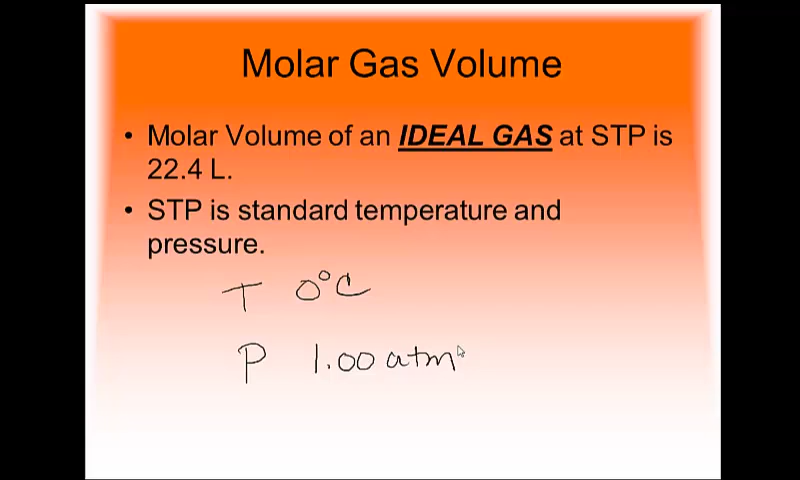 Molar Gas Volume
• Molar Volume of an IDEAL GAS at STP is
22.4 L.
• STP is standard temperature and
pressure.
T 0°C
P 1.00 atm